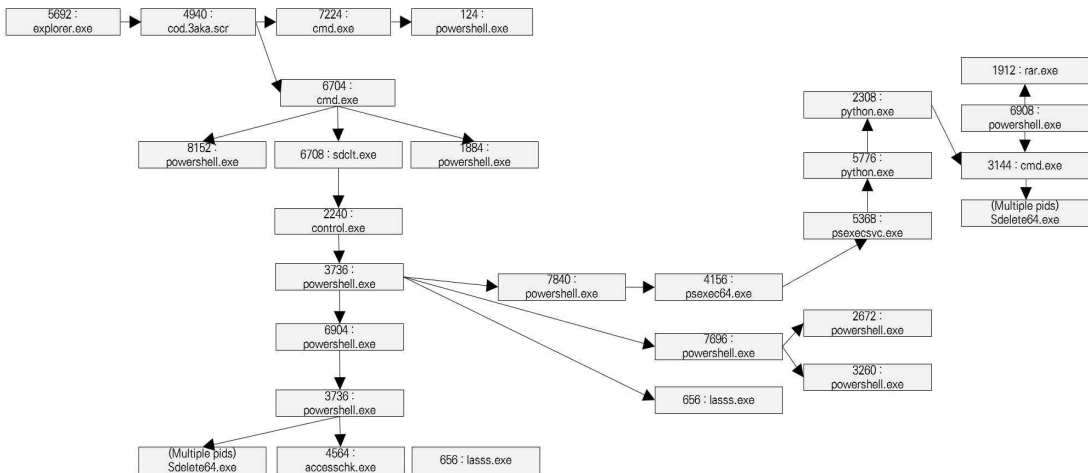 5692 :
explorer.exe
4940 :
cod.3aka.scr
7224 :
cmd.exe
124 :
powershell.exe
6704 :
cmd.exe
8152 :
powershell.exe
6708 : sdclt.exe
1884 :
powershell.exe
2240 :
control.exe
3736 :
powershell.exe
6904 :
powershell.exe
3736 :
powershell.exe
(Multiple pids)
Sdelete64.exe
4564 :
accesschk.exe
656 : lasss.exe
7840 :
powershell.exe
4156 :
psexec64.exe
7696 :
powershell.exe
656 : lasss.exe
2672 :
powershell.exe
3260 :
powershell.exe
5368 :
psexecsvc.exe
5776 :
python.exe
2308 :
python.exe
1912 : rar.exe
6908 :
powershell.exe
3144 : cmd.exe
(Multiple pids)
Sdelete64.exe